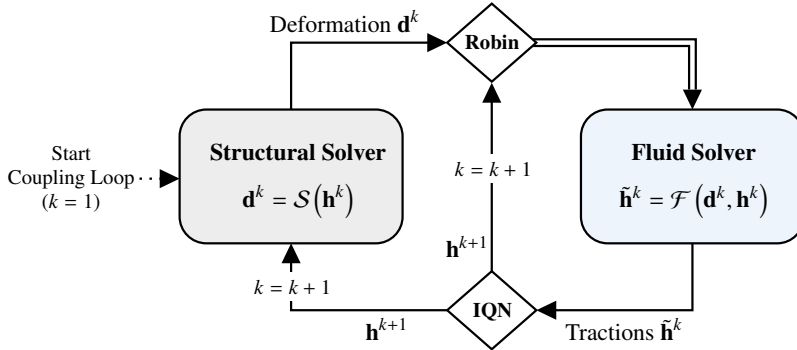 Deformation d^k
Robin
Start
Coupling Loop
(k = 1)
Structural Solver
d^k = S(h^k)
k = k + 1
Fluid Solver
h̃^k = F(d^k, h^k)
h^{k+1}
k = k + 1
h^{k+1}
IQN
Tractions h̃^k